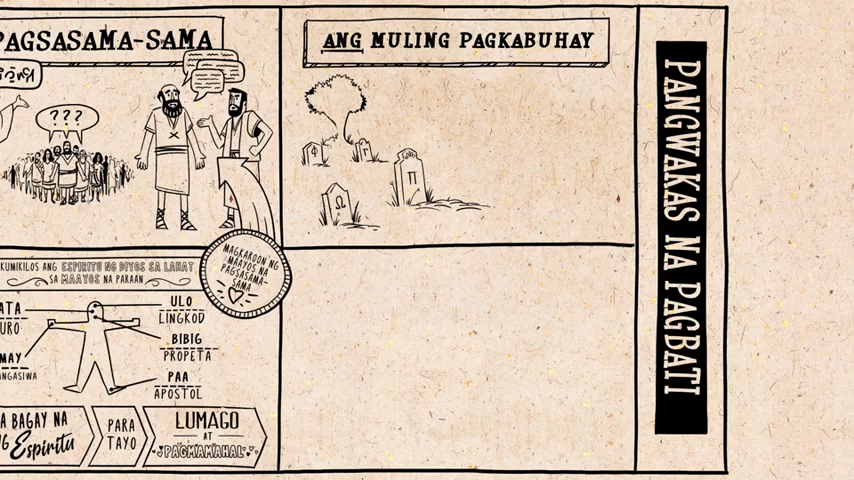 PAGSASAMA-SAMA
???
KUMIKILOS ANG ESPIRITU NG DIYOS SA LAHAT
SA MAAYOS NA PARAAN
MAGKAROON NG
MAAYOS NA
PAGSASAMA-
SAMA
ATA
URO
MAY
NGASIWA
ULO
LINGKOD
BIBIG
PROPETA
PAA
APOSTOL
A BAGAY NA
NG Espiritu
PARA
TAYO
LUMAGO
AT
PAGMAMAHAL
ANG MULING PAGKABUHAY
Φ
Γ
Π
Ω
PANGWAKAS NA PAGBATI